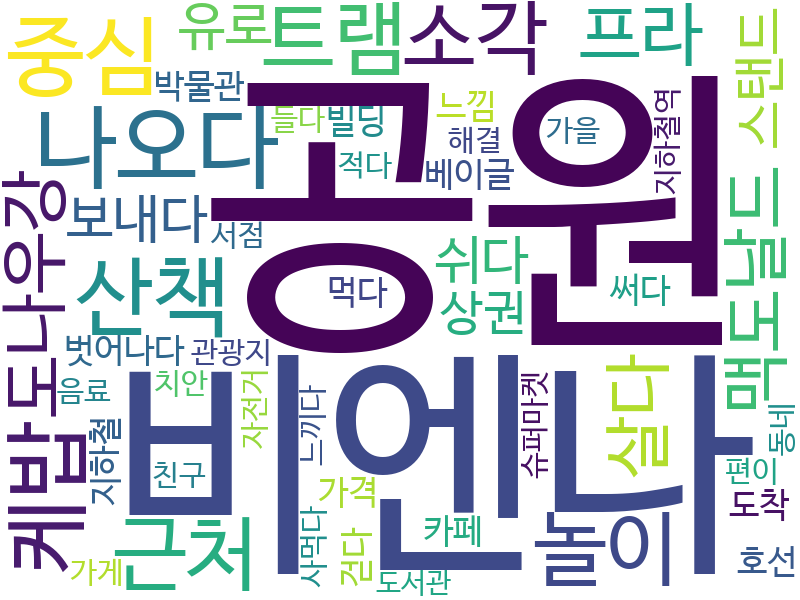 중심
유로
트램
소각
프라
스탠드
박물관
들다
빌딩
느낌
해결
가을
지하철역
나오다
공원
적다
베이글
도나우강
보내다
서점
산책
먹다
쉬다
상권
써다
맥도날드
벗어나다
관광지
음료
치안
자전거
느끼다
비엔나
슈퍼마켓
살다
동네
케밥
지하철
친구
가격
편이
도착
근처
사먹다
걷다
카페
놀이
호선
가게
도서관